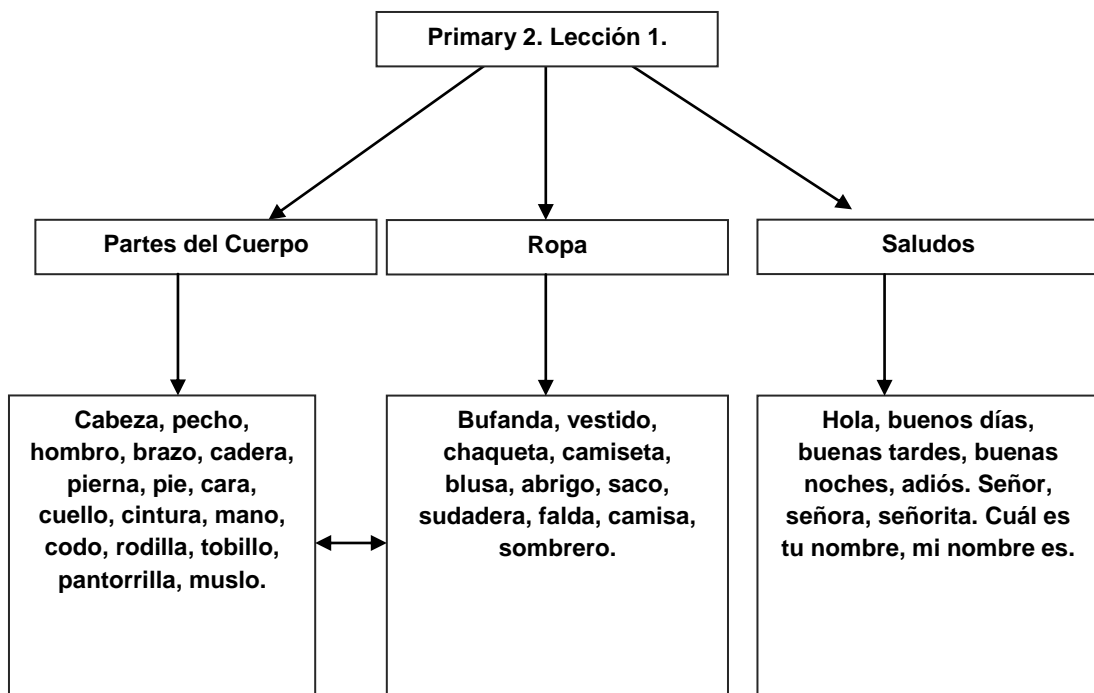 Primary 2. Lección 1.
Partes del Cuerpo
Ropa
Saludos
Cabeza, pecho,
hombro, brazo, cadera,
pierna, pie, cara,
cuello, cintura, mano,
codo, rodilla, tobillo,
pantorrilla, muslo.
Bufanda, vestido,
chaqueta, camiseta,
blusa, abrigo, saco,
sudadera, falda, camisa,
sombrero.
Hola, buenos días,
buenas tardes, buenas
noches, adiós. Señor,
señora, señorita. Cuál es
tu nombre, mi nombre es.